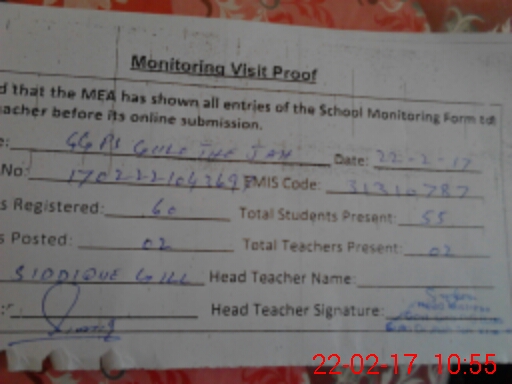 Monitoring Visit Proof
d that the MEA has shown all entries of the School Monitoring Form to
eacher before its online submission.
e: GGPS Date: 22-2-17
No: EMIS Code: 31310787
s Registered: 60 Total Students Present: 55
s Posted: 02 Total Teachers Present: 02
SIDDIQUE GILL Head Teacher Name:
Head Teacher Signature:
22-02-17 10:55